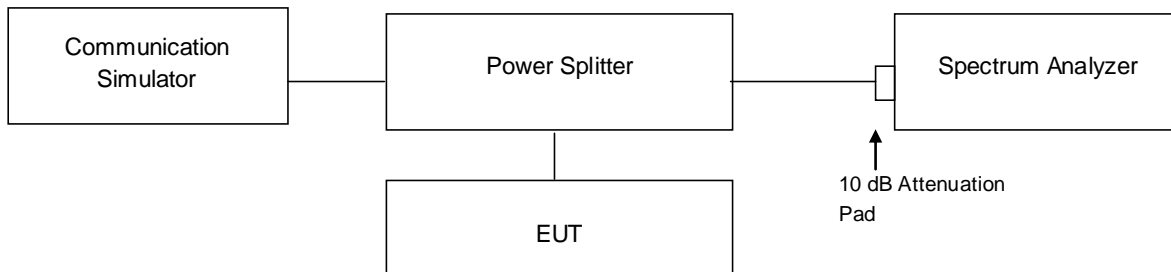 Communication
Simulator
Power Splitter
Spectrum Analyzer
10 dB Attenuation
Pad
EUT